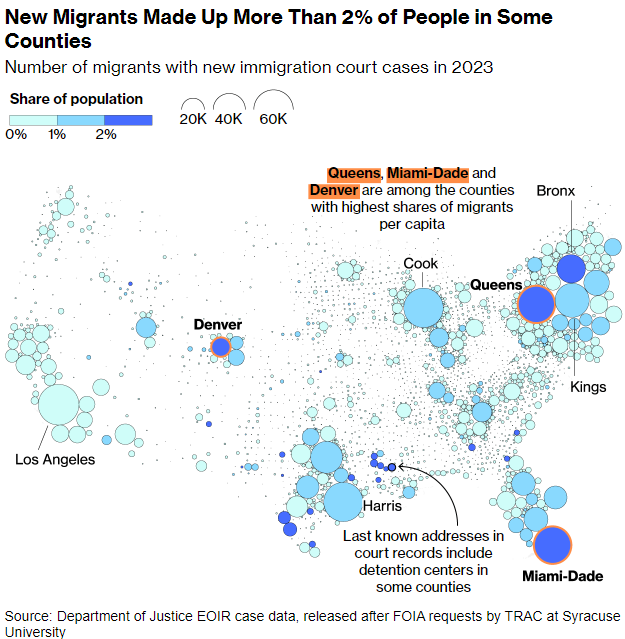 New Migrants Made Up More Than 2% of People in Some
Counties
Number of migrants with new immigration court cases in 2023
Share of population
0% 1% 2%
20K 40K 60K
Queens, Miami-Dade and
Denver are among the counties
with highest shares of migrants
per capita
Bronx
Cook
Queens
Denver
Kings
Los Angeles
Harris
Last known addresses in
court records include
detention centers in
some counties
Miami-Dade
Source: Department of Justice EOIR case data, released after FOIA requests by TRAC at Syracuse
University